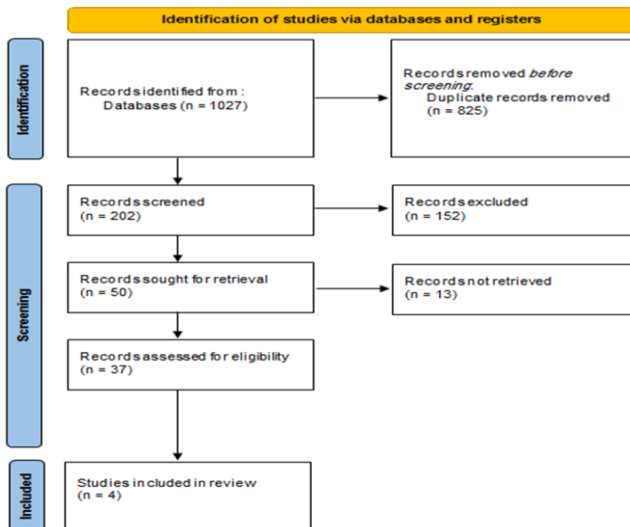 Identification of studies via databases and registers
Identification
Records identified from :
Databases (n = 1027)
Records removed before
screening:
Duplicate records removed
(n = 825)
Screening
Records screened
(n = 202)
Records excluded
(n = 152)
Records sought for retrieval
(n = 50)
Records not retrieved
(n = 13)
Records assessed for eligibility
(n = 37)
Included
Studies included in review
(n = 4)